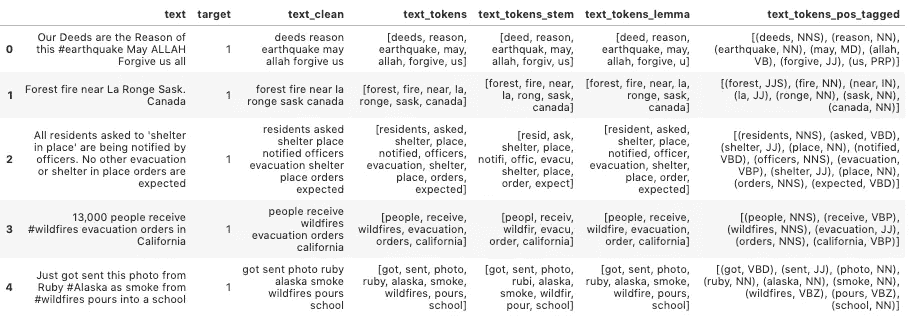 text
target
text_clean
text_tokens
text_tokens_stem
text_tokens_lemma
text_tokens_pos_tagged
0
Our Deeds are the Reason of
this #earthquake May ALLAH
Forgive us all
1
deeds reason
earthquake may
allah forgive us
[deeds, reason,
earthquake, may,
allah, forgive, us]
[deed, reason,
earthquak, may,
allah, forgiv, us]
[deed, reason,
earthquake, may,
allah, forgive, u]
[(deeds, NNS), (reason, NN),
(earthquake, NN), (may, MD), (allah,
VB), (forgive, JJ), (us, PRP)]
1
Forest fire near La Ronge Sask.
Canada
1
forest fire near la
ronge sask canada
[forest, fire, near, la,
ronge, sask, canada]
[forest, fire, near,
la, rong, sask,
canada]
[forest, fire, near, la,
ronge, sask,
canada]
[(forest, JJS), (fire, NN), (near, IN),
(la, JJ), (ronge, NN), (sask, NN),
(canada, NN)]
2
All residents asked to 'shelter
in place' are being notified by
officers. No other evacuation
or shelter in place orders are
expected
1
residents asked
shelter place
notified officers
evacuation shelter
place orders
expected
[residents, asked,
shelter, place,
notified, officers,
evacuation, shelter,
place, orders,
expected]
[resid, ask,
shelter, place,
notifi, offic, evacu,
shelter, place,
order, expect]
[resident, asked,
shelter, place,
notified, officer,
evacuation, shelter,
place, order,
expected]
[(residents, NNS), (asked, VBD),
(shelter, JJ), (place, NN), (notified,
VBD), (officers, NNS), (evacuation,
VBP), (shelter, JJ), (place, NN),
(orders, NNS), (expected, VBD)]
3
13,000 people receive
#wildfires evacuation orders in
California
1
people receive
wildfires
evacuation orders
california
[people, receive,
wildfires, evacuation,
orders, california]
[peopl, receiv,
wildfir, evacu,
order, california]
[people, receive,
wildfire, evacuation,
order, california]
[(people, NNS), (receive, VBP),
(wildfires, NNS), (evacuation, JJ),
(orders, NNS), (california, VBP)]
4
Just got sent this photo from
Ruby #Alaska as smoke from
#wildfires pours into a school
1
got sent photo ruby
alaska smoke
wildfires pours
school
[got, sent, photo,
ruby, alaska, smoke,
wildfires, pours,
school]
[got, sent, photo,
rubi, alaska,
smoke, wildfir,
pour, school]
[got, sent, photo,
ruby, alaska, smoke,
wildfire, pours,
school]
[(got, VBD), (sent, JJ), (photo, NN),
(ruby, NN), (alaska, NN), (smoke, NN),
(wildfires, VBZ), (pours, VBZ),
(school, NN)]